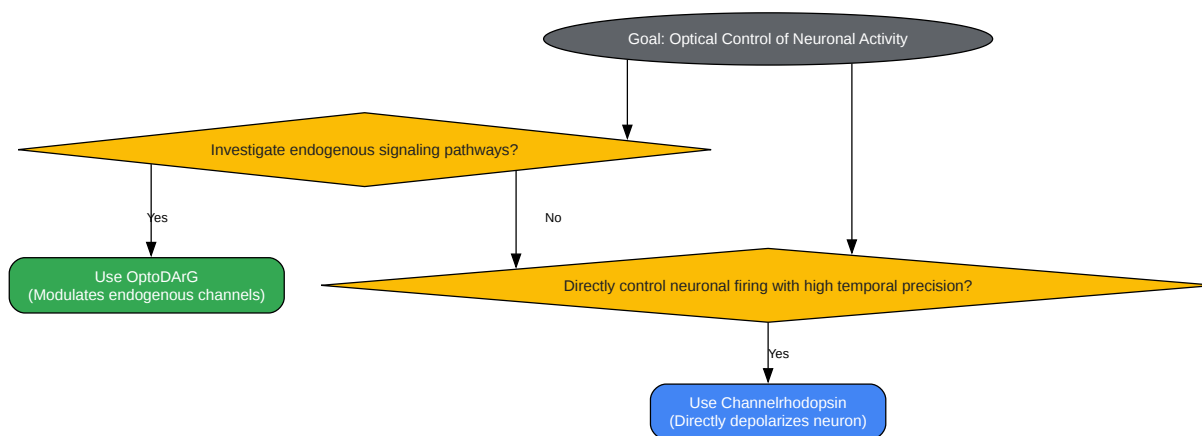 Goal: Optical Control of Neuronal Activity
Investigate endogenous signaling pathways?
Yes
No
Use OptoDArG
(Modulates endogenous channels)
Directly control neuronal firing with high temporal precision?
Yes
Use Channelrhodopsin
(Directly depolarizes neuron)